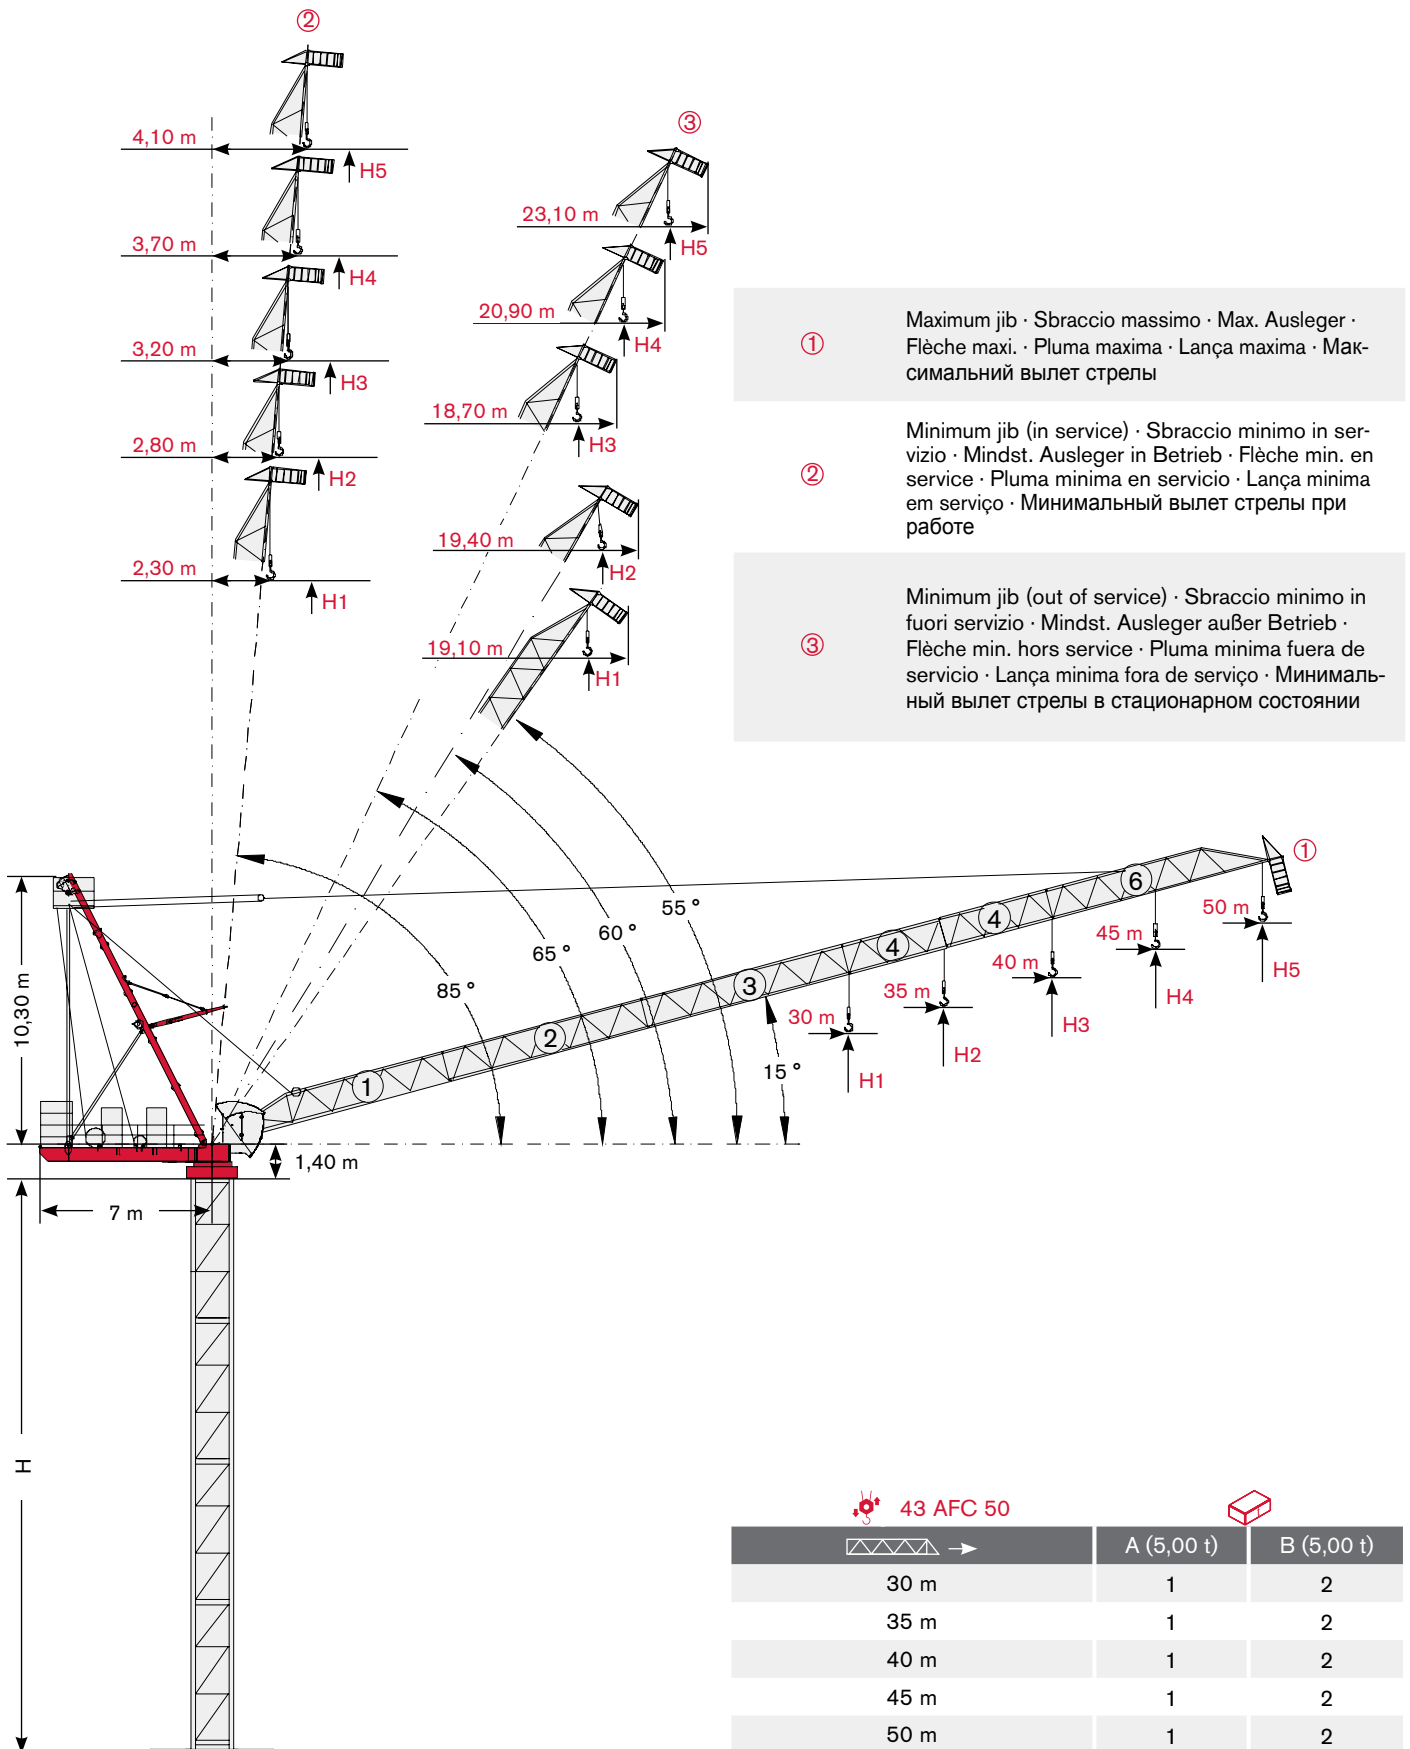 ②
4,10 m
H5
3,70 m
H4
3,20 m
H3
2,80 m
H2
2,30 m
H1
③
23,10 m
H5
20,90 m
H4
18,70 m
H3
19,40 m
H2
19,10 m
H1
①
Maximum jib · Sbraccio massimo · Max. Ausleger ·
Flèche maxi. · Pluma maxima · Lança maxima · Мак-
симальний вылет стрелы
②
Minimum jib (in service) · Sbraccio minimo in ser-
vizio · Mindst. Ausleger in Betrieb · Flèche min. en
service · Pluma minima en servicio · Lança minima
em serviço · Минимальный вылет стрелы при
работе
③
Minimum jib (out of service) · Sbraccio minimo in
fuori servizio · Mindst. Ausleger außer Betrieb ·
Flèche min. hors service · Pluma minima fuera de
servicio · Lança minima fora de serviço · Минималь-
ный вылет стрелы в стационарном состоянии
85 °
65 °
60 °
55 °
15 °
1
2
3
4
4
6
①
30 m
H1
35 m
H2
40 m
H3
45 m
H4
50 m
H5
10,30 m
1,40 m
7 m
H
43 AFC 50
A (5,00 t) B (5,00 t)
30 m 1 2
35 m 1 2
40 m 1 2
45 m 1 2
50 m 1 2